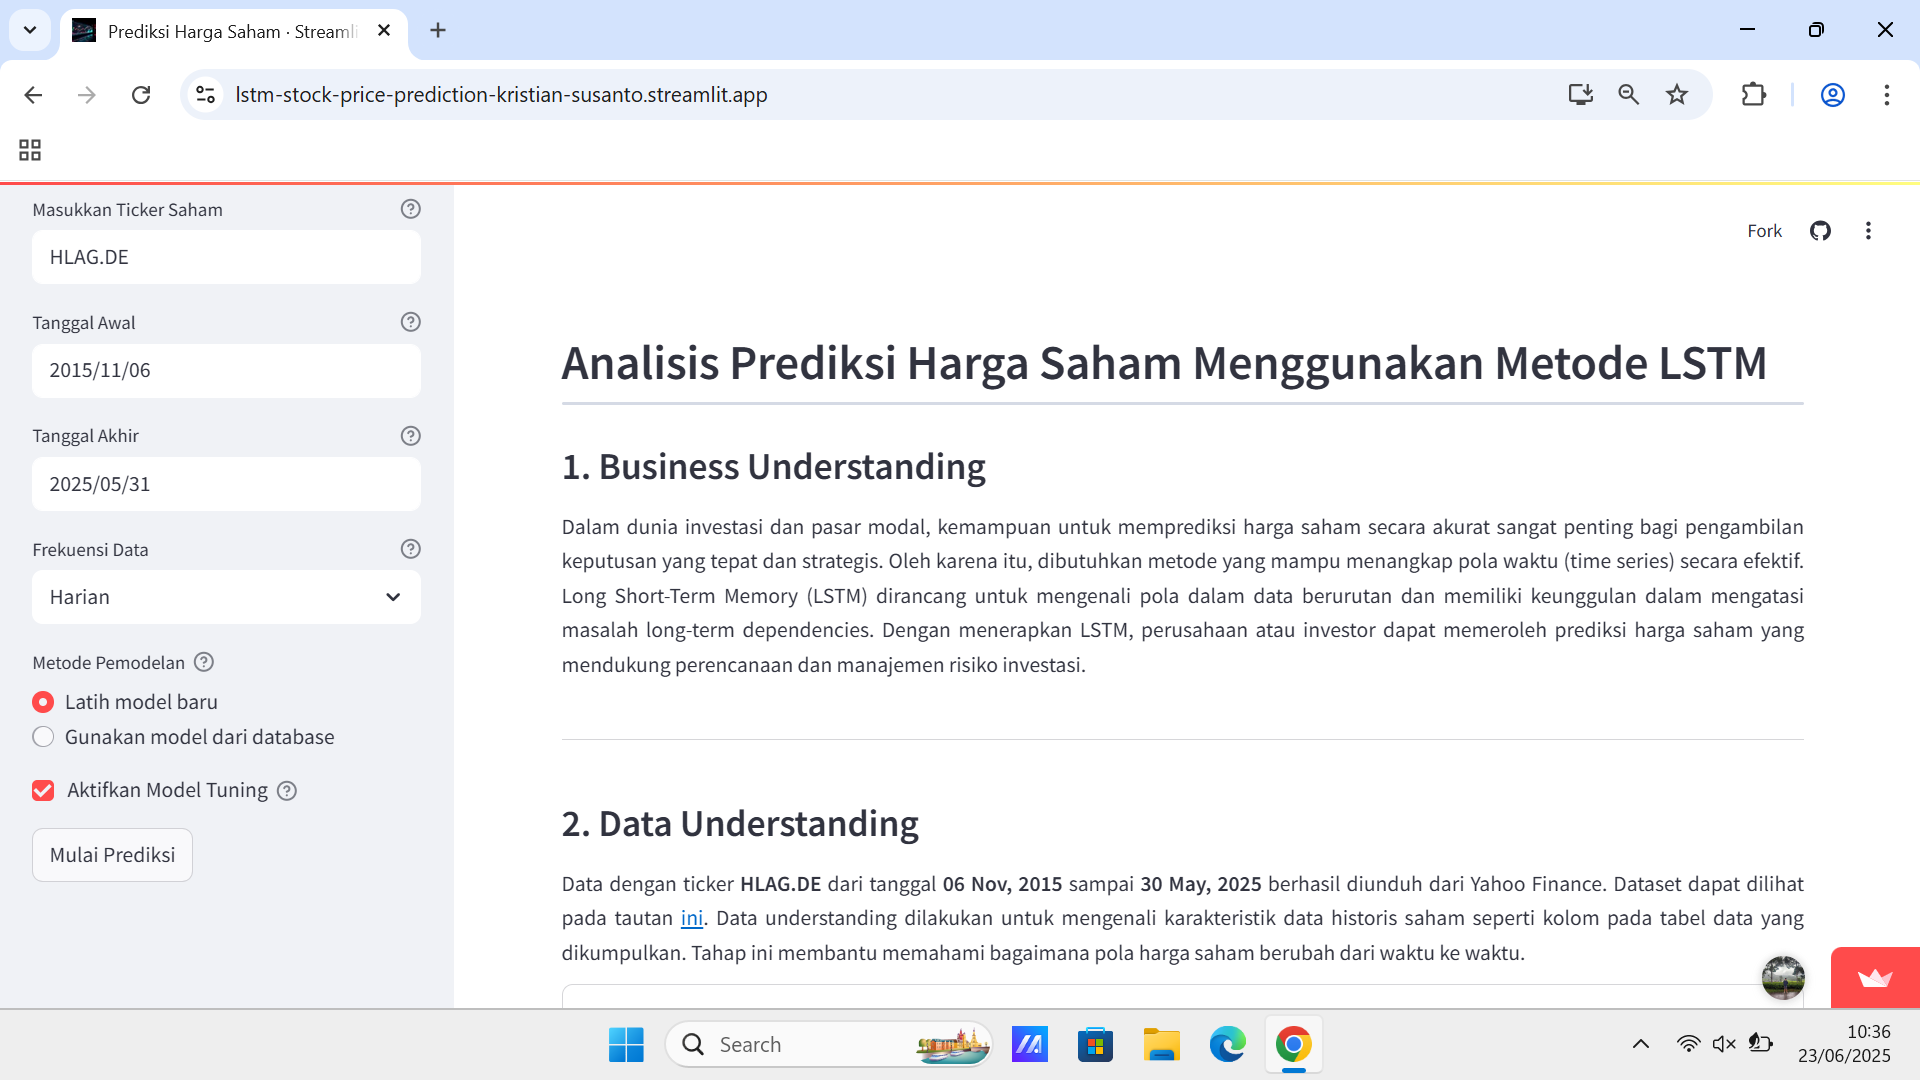 Prediksi Harga Saham · Streamli
lstm-stock-price-prediction-kristian-susanto.streamlit.app
Masukkan Ticker Saham
HLAG.DE
Tanggal Awal
2015/11/06
Tanggal Akhir
2025/05/31
Frekuensi Data
Harian
Metode Pemodelan
Latih model baru
Gunakan model dari database
Aktifkan Model Tuning
Mulai Prediksi
Fork
Analisis Prediksi Harga Saham Menggunakan Metode LSTM
1. Business Understanding
Dalam dunia investasi dan pasar modal, kemampuan untuk memprediksi harga saham secara akurat sangat penting bagi pengambilan
keputusan yang tepat dan strategis. Oleh karena itu, dibutuhkan metode yang mampu menangkap pola waktu (time series) secara efektif.
Long Short-Term Memory (LSTM) dirancang untuk mengenali pola dalam data berurutan dan memiliki keunggulan dalam mengatasi
masalah long-term dependencies. Dengan menerapkan LSTM, perusahaan atau investor dapat memeroleh prediksi harga saham yang
mendukung perencanaan dan manajemen risiko investasi.
2. Data Understanding
Data dengan ticker HLAG.DE dari tanggal 06 Nov, 2015 sampai 30 May, 2025 berhasil diunduh dari Yahoo Finance. Dataset dapat dilihat
pada tautan ini. Data understanding dilakukan untuk mengenali karakteristik data historis saham seperti kolom pada tabel data yang
dikumpulkan. Tahap ini membantu memahami bagaimana pola harga saham berubah dari waktu ke waktu.
Search
10:36
23/06/2025